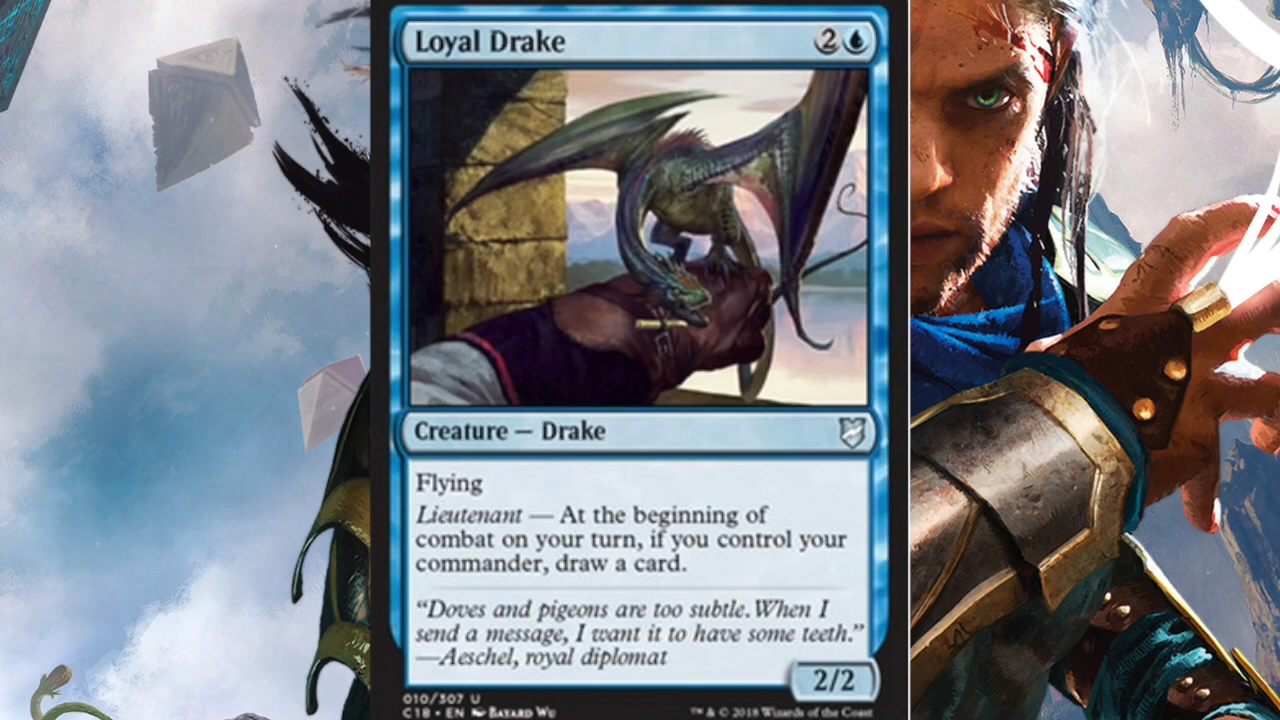 Loyal Drake 2
Creature — Drake
Flying
Lieutenant — At the beginning of
combat on your turn, if you control your
commander, draw a card.
“Doves and pigeons are too subtle. When I
send a message, I want it to have some teeth.”
—Aeschel, royal diplomat
2/2
010/307 U
C18 • EN Bayard Wu
™ & © 2018 Wizards of the Coast